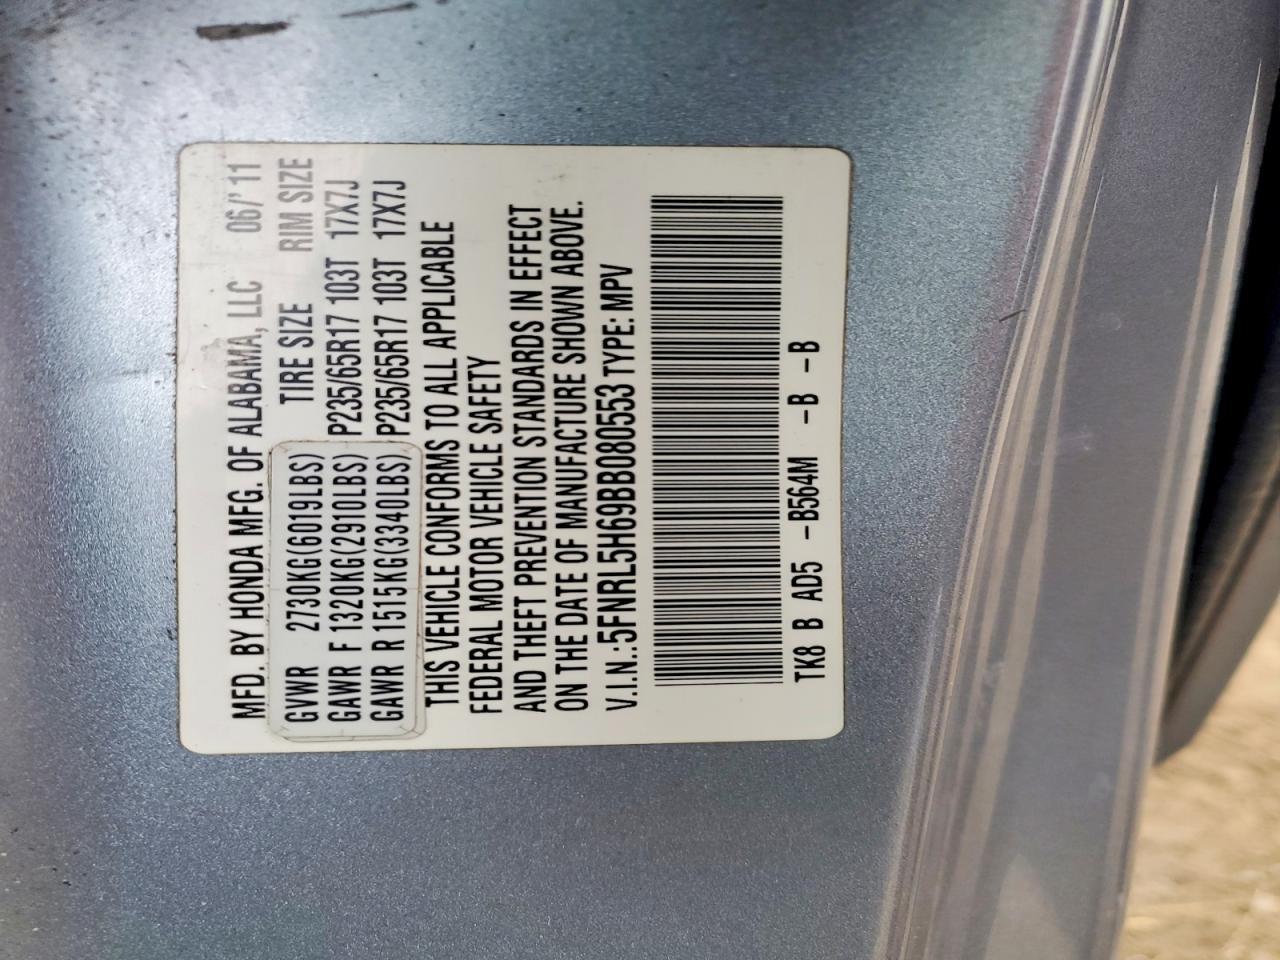 MFD. BY HONDA MFG. OF ALABAMA, LLC 06/'11
GVWR 2730KG(6019LBS) TIRE SIZE RIM SIZE
GAWR F 1320KG(2910LBS) P235/65R17 103T 17X7J
GAWR R 1515KG(3340LBS) P235/65R17 103T 17X7J
THIS VEHICLE CONFORMS TO ALL APPLICABLE
FEDERAL MOTOR VEHICLE SAFETY
AND THEFT PREVENTION STANDARDS IN EFFECT
ON THE DATE OF MANUFACTURE SHOWN ABOVE.
V.I.N.:5FNRL5H69BB080553 TYPE: MPV
TK8 B AD5 -B564M -B -B